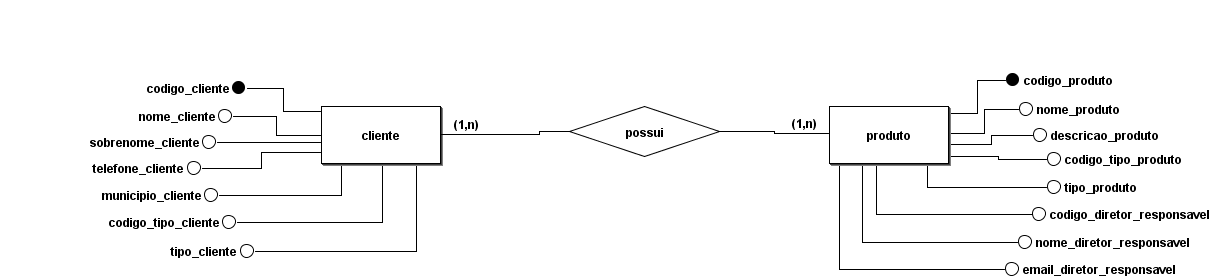 codigo_cliente
nome_cliente
sobrenome_cliente
telefone_cliente
municipio_cliente
codigo_tipo_cliente
tipo_cliente
cliente
(1,n)
possui
(1,n)
produto
codigo_produto
nome_produto
descricao_produto
codigo_tipo_produto
tipo_produto
codigo_diretor_responsavel
nome_diretor_responsavel
email_diretor_responsavel